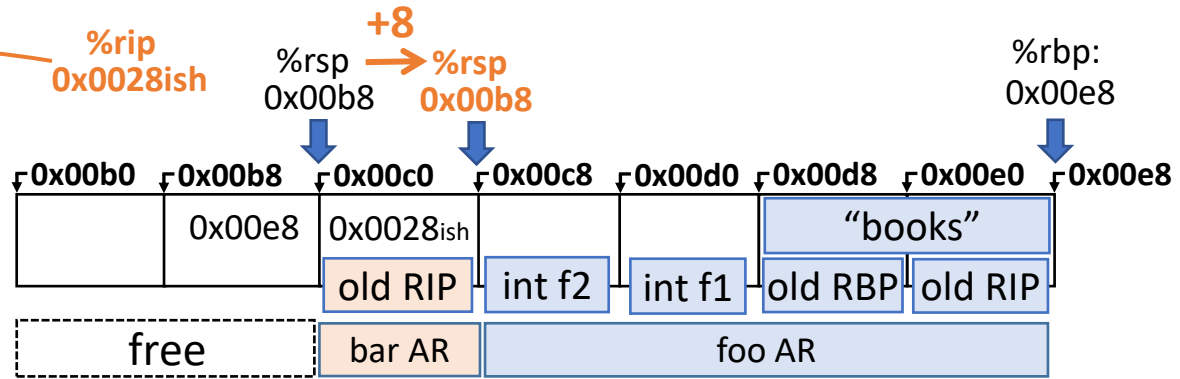 +8
%rip
0x0028ish
%rsp
0x00b8
%rsp
0x00b8
%rbp:
0x00e8
0x00b0 0x00b8 0x00c0 0x00c8 0x00d0 0x00d8 0x00e0 0x00e8
0x00e8 0x0028ish “books”
old RIP int f2 int f1 old RBP old RIP
free bar AR foo AR